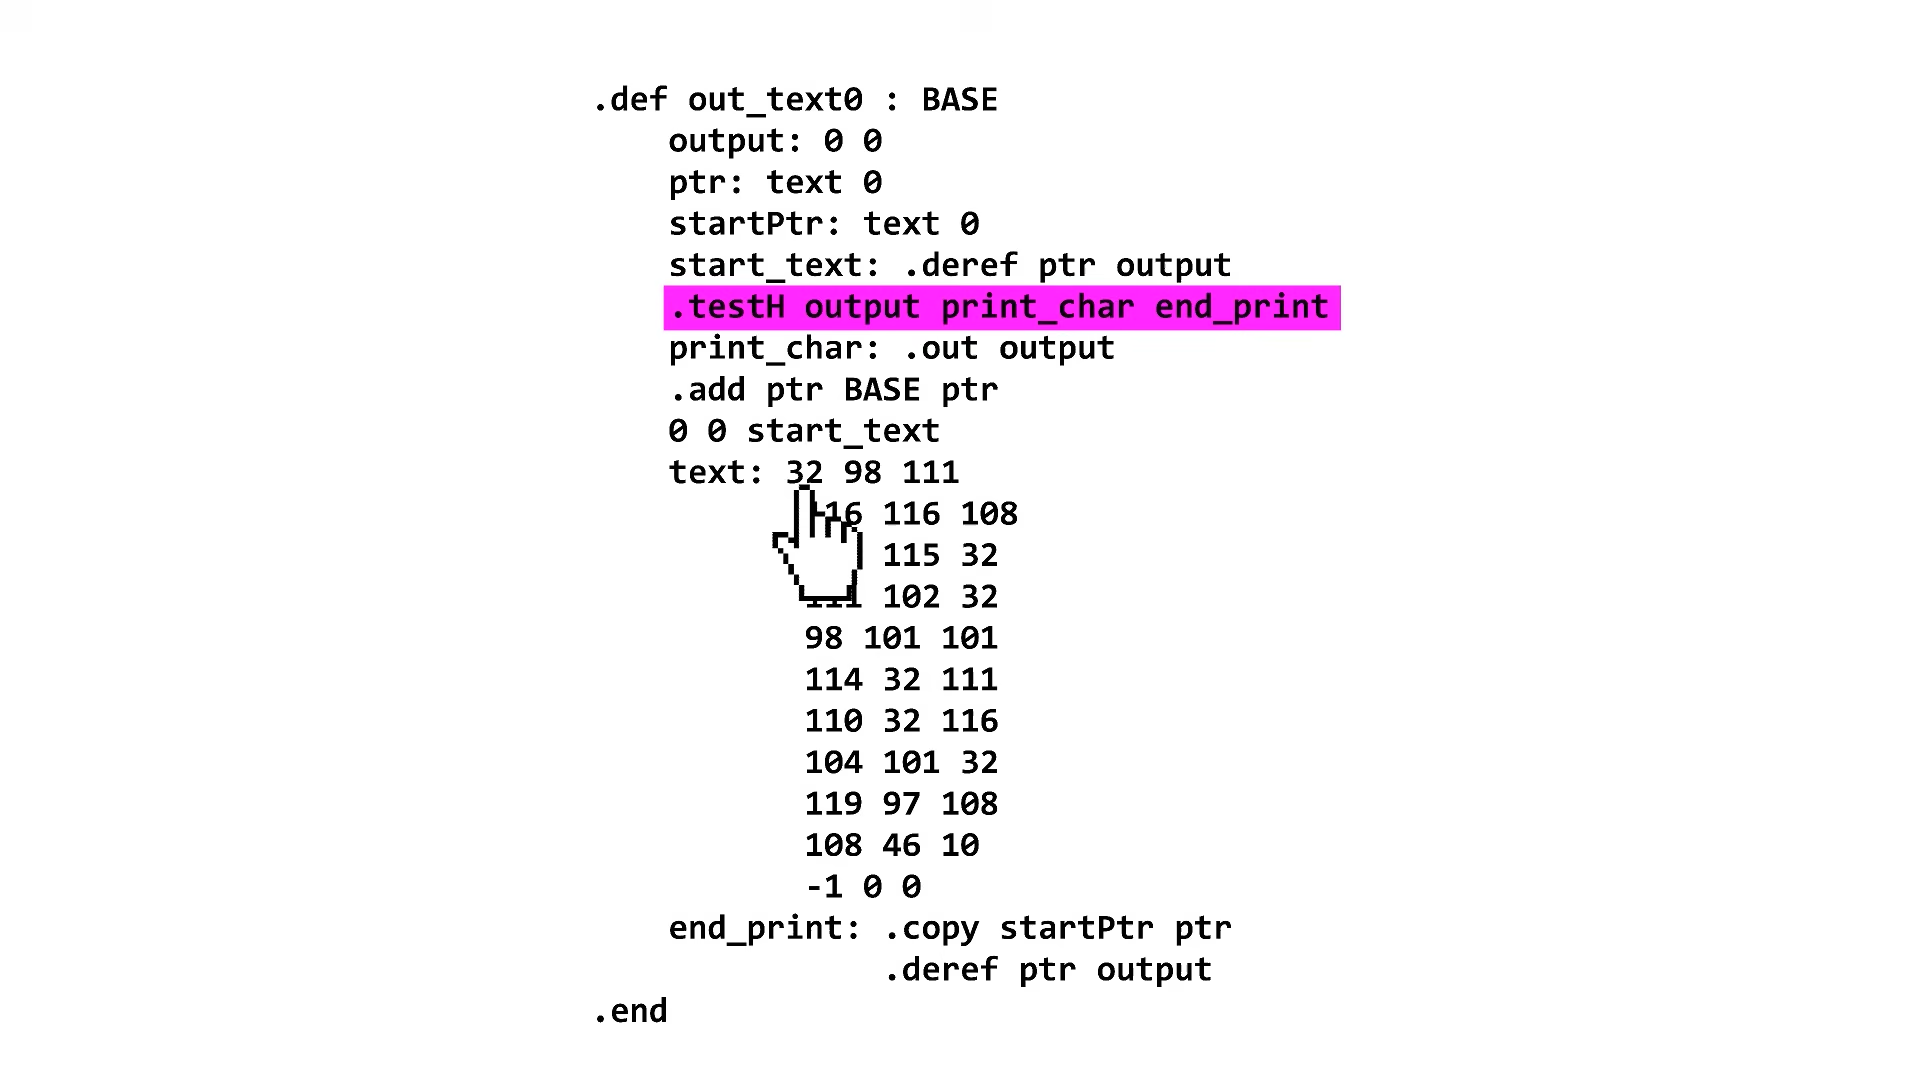 .def out_text0 : BASE
output: 0 0
ptr: text 0
startPtr: text 0
start_text: .deref ptr output
.testH output print_char end_print
print_char: .out output
.add ptr BASE ptr
0 0 start_text
text: 32 98 111
116 108
115 32
111 102 32
98 101 101
114 32 111
110 32 116
104 101 32
119 97 108
108 46 10
-1 0 0
end_print: .copy startPtr ptr
.deref ptr output
.end